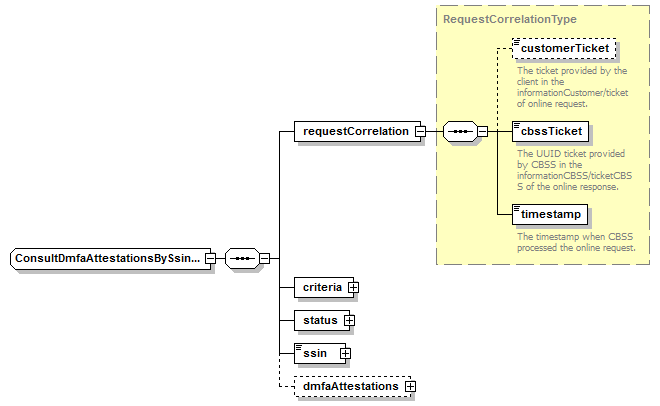 RequestCorrelationType
customerTicket
The ticket provided by the
client in the
informationCustomer/ticket
of online request.
requestCorrelation
cbssTicket
The UUID ticket provided
by CBSS in the
informationCBSS/ticketCBS
S of the online response.
timestamp
The timestamp when CBSS
processed the online request.
ConsultDmfaAttestationsBySsin...
criteria
status
ssin
dmfaAttestations